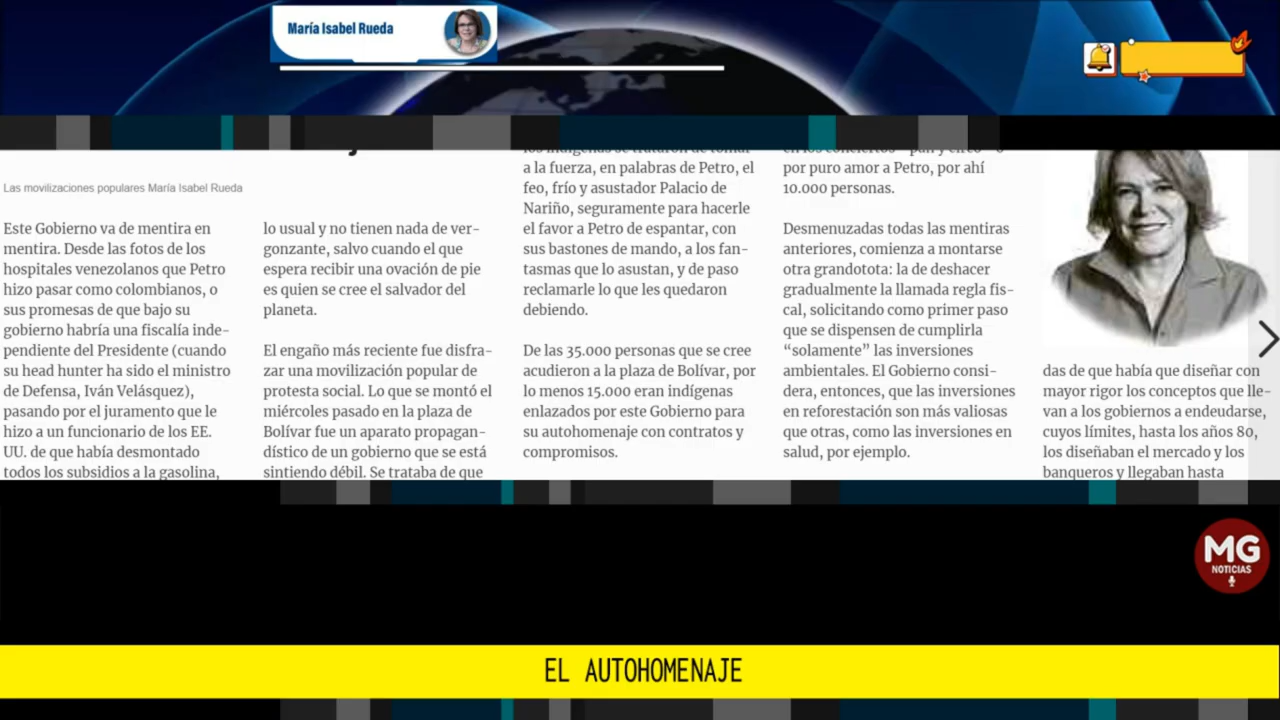 María Isabel Rueda
Las movilizaciones populares María Isabel Rueda
Este Gobierno va de mentira en
mentira. Desde las fotos de los
hospitales venezolanos que Petro
hizo pasar como colombianos, o
sus promesas de que bajo su
gobierno habría una fiscalía inde-
pendiente del Presidente (cuando
su head hunter ha sido el ministro
de Defensa, Iván Velásquez),
pasando por el juramento que le
hizo a un funcionario de los EE.
UU. de que había desmontado
todos los subsidios a la gasolina,
lo usual y no tienen nada de ver-
gonzante, salvo cuando el que
espera recibir una ovación de pie
es quien se cree el salvador del
planeta.
El engaño más reciente fue disfra-
zar una movilización popular de
protesta social. Lo que se montó el
miércoles pasado en la plaza de
Bolívar fue un aparato propagan-
dístico de un gobierno que se está
sintiendo débil. Se trataba de que
los indígenas se trataron de tomar
a la fuerza, en palabras de Petro, el
feo, frío y asustador Palacio de
Nariño, seguramente para hacerle
el favor a Petro de espantar, con
sus bastones de mando, a los fan-
tasmas que lo asustan, y de paso
reclamarle lo que les quedaron
debiendo.
De las 35.000 personas que se cree
acudieron a la plaza de Bolívar, por
lo menos 15.000 eran indígenas
enlazados por este Gobierno para
su autohomenaje con contratos y
compromisos.
en los conciertos
por puro amor a Petro, por ahí
10.000 personas.
Desmenuzadas todas las mentiras
anteriores, comienza a montarse
otra grandotota: la de deshacer
gradualmente la llamada regla fis-
cal, solicitando como primer paso
que se dispensen de cumplirla
“solamente” las inversiones
ambientales. El Gobierno consi-
dera, entonces, que las inversiones
en reforestación son más valiosas
que otras, como las inversiones en
salud, por ejemplo.
das de que había que diseñar con
mayor rigor los conceptos que lle-
van a los gobiernos a endeudarse,
cuyos límites, hasta los años 80,
los diseñaban el mercado y los
banqueros y llegaban hasta
MG
NOTICIAS
EL AUTOHOMENAJE